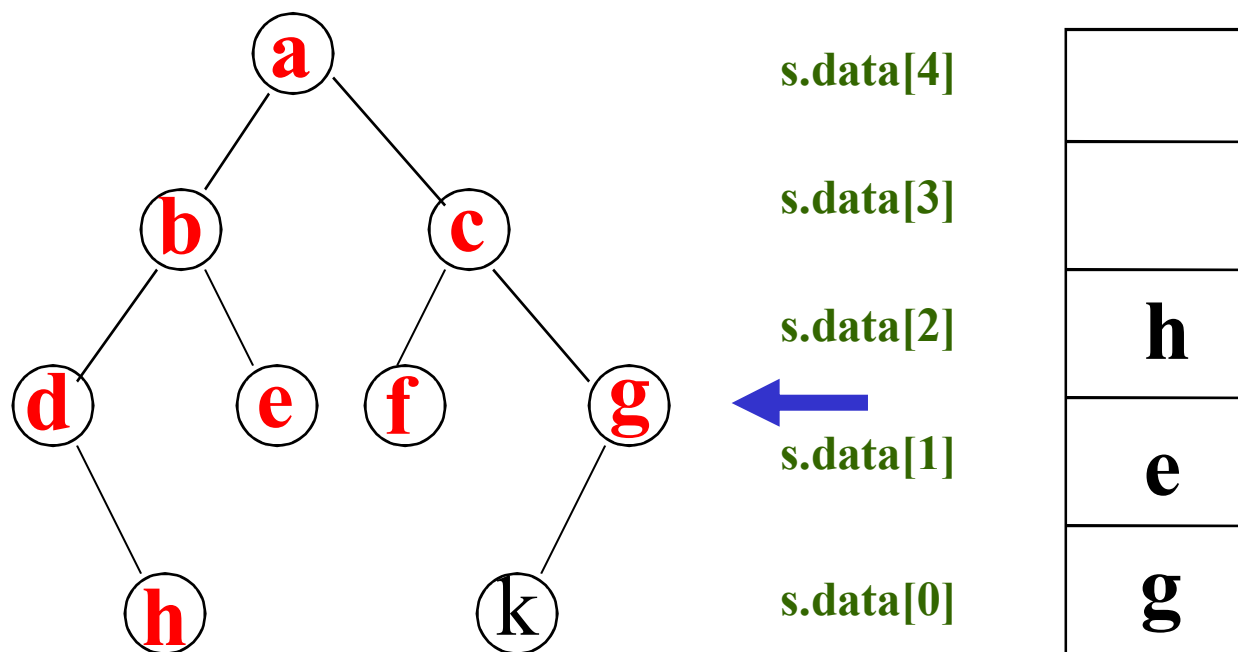 a
b
c
d
e
f
g
h
k
s.data[4]
s.data[3]
s.data[2]
h
s.data[1]
e
s.data[0]
g